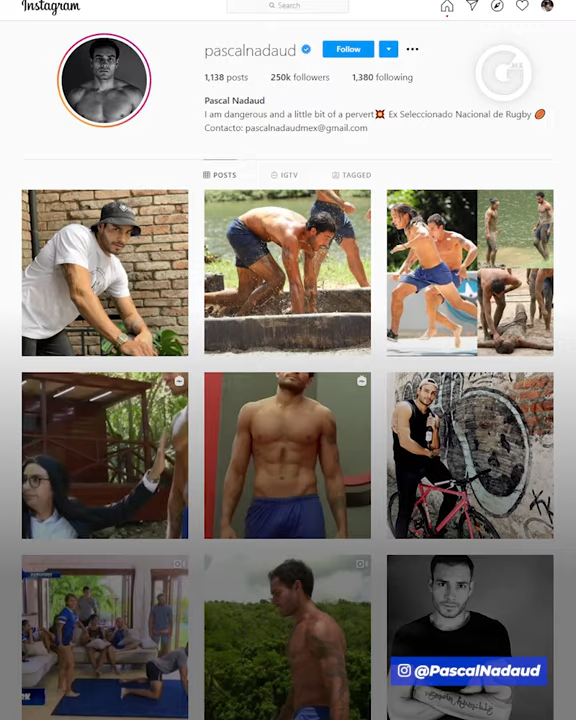 Instagram
Search
pascalnadaud Follow
1,138 posts 250k followers 1,380 following
Pascal Nadaud
I am dangerous and a little bit of a pervert💥 Ex Seleccionado Nacional de Rugby 🏉
Contacto: pascalnadaudmex@gmail.com
G MX
POSTS IGTV TAGGED
@PascalNadaud